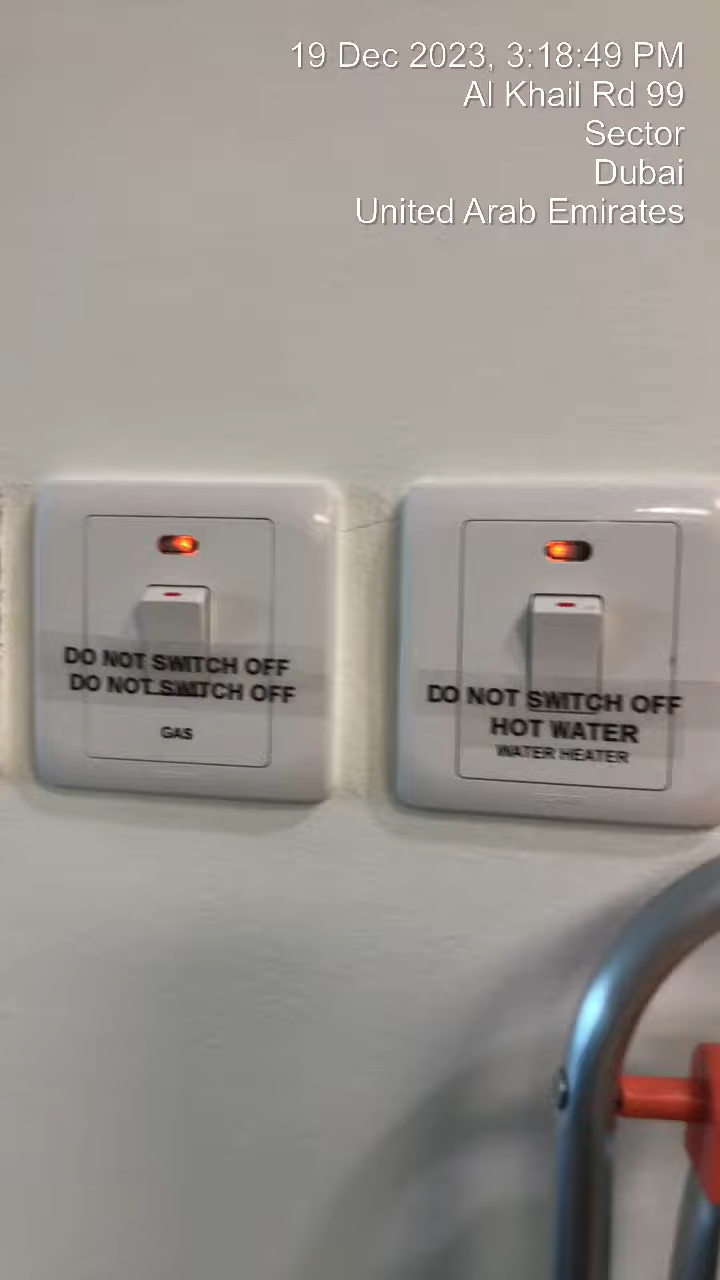 19 Dec 2023, 3:18:49 PM
Al Khail Rd 99
Sector
Dubai
United Arab Emirates
DO NOT SWITCH OFF
DO NOT SWITCH OFF
GAS
DO NOT SWITCH OFF
HOT WATER
WATER HEATER